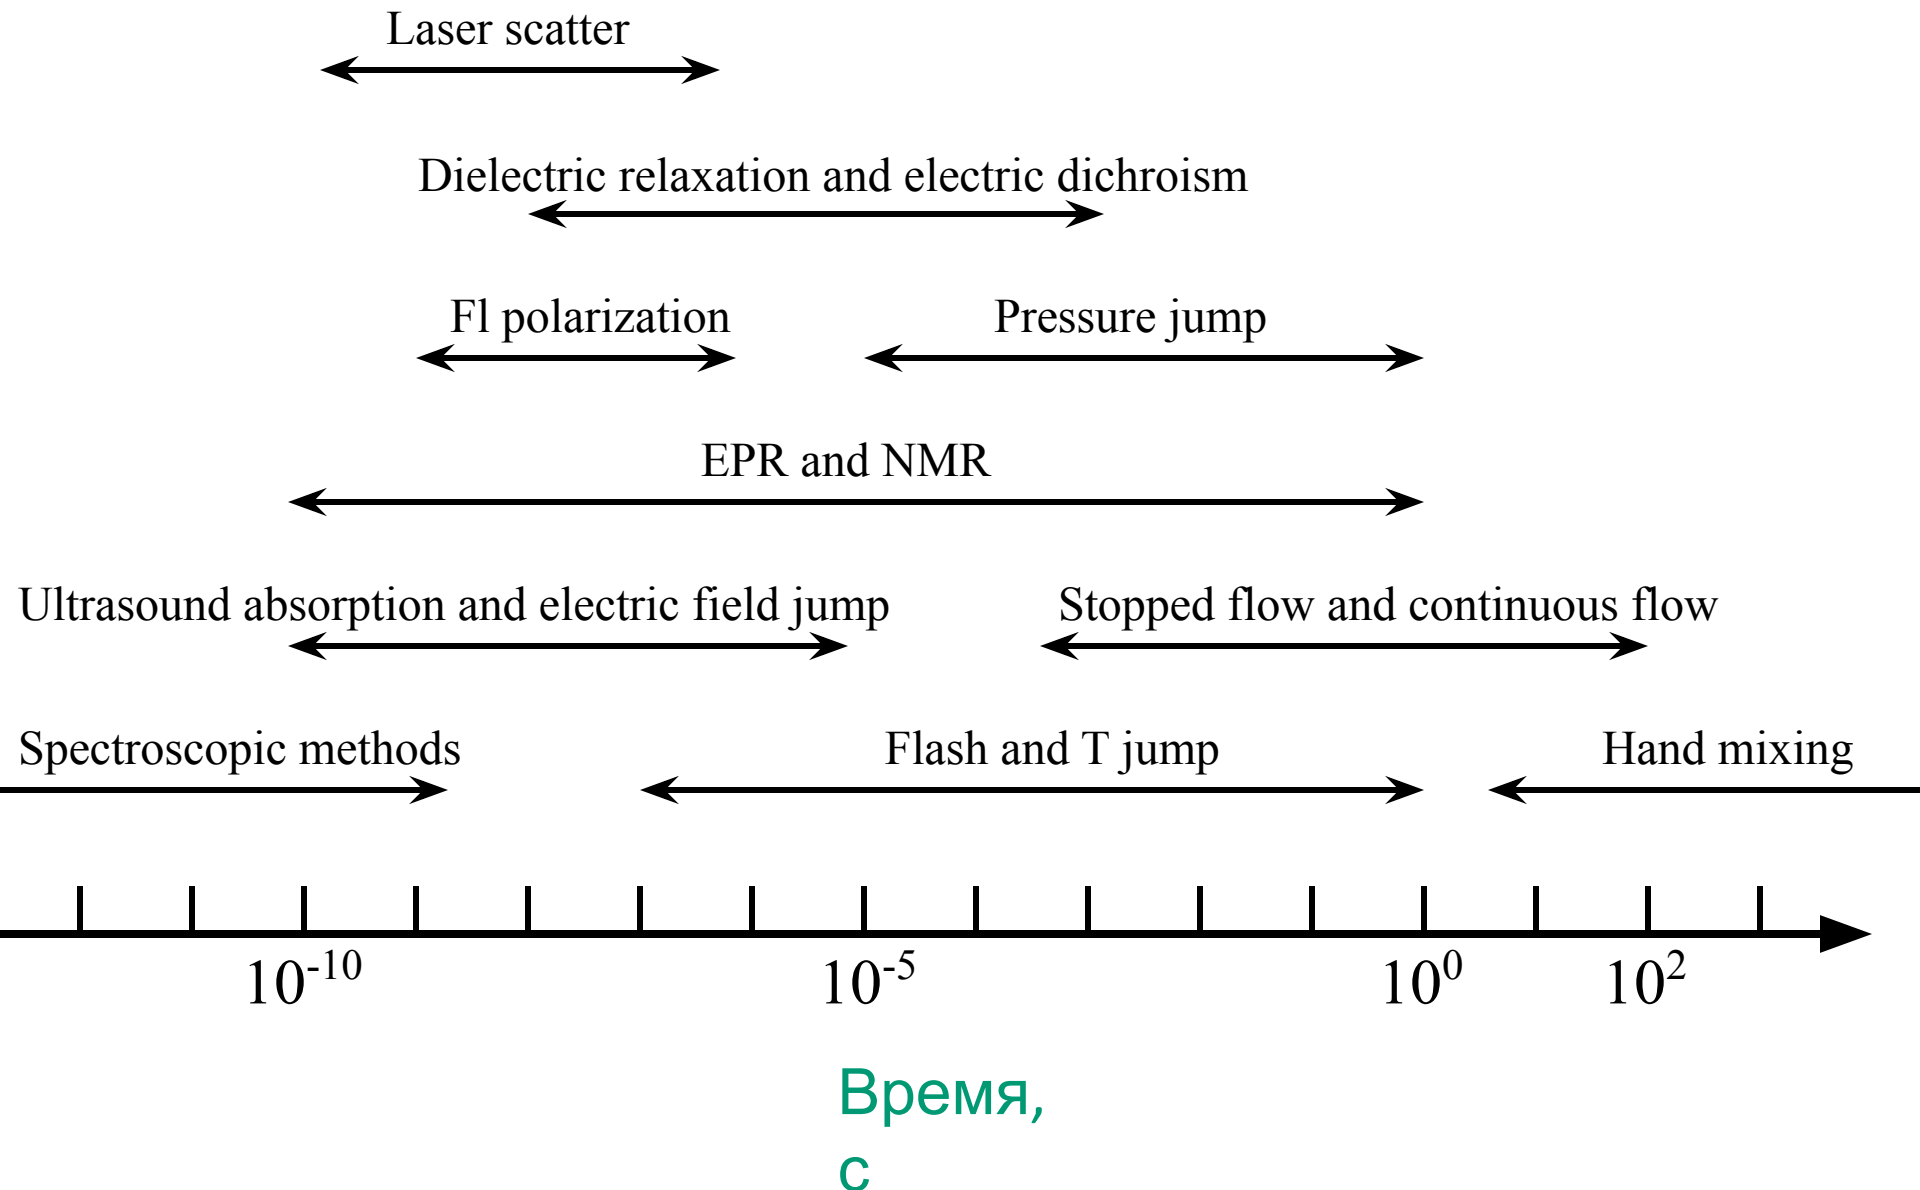 Laser scatter
Dielectric relaxation and electric dichroism
Fl polarization Pressure jump
EPR and NMR
Ultrasound absorption and electric field jump Stopped flow and continuous flow
Spectroscopic methods Flash and T jump Hand mixing
10⁻¹⁰ 10⁻⁵ 10⁰ 10²
Время,
с